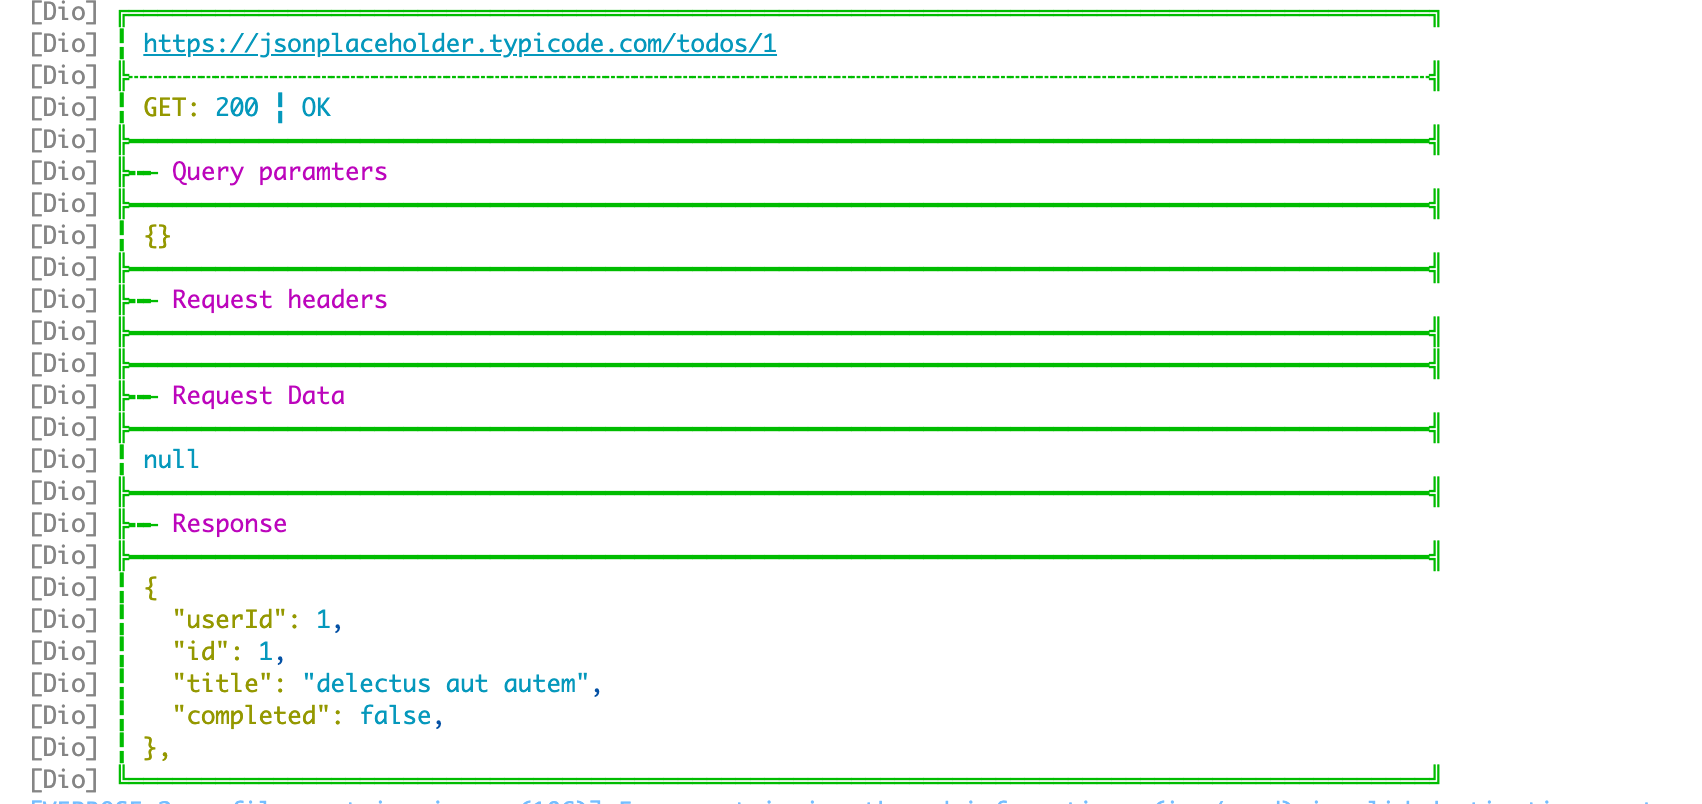 [Dio]
[Dio] https://jsonplaceholder.typicode.com/todos/1
[Dio]
[Dio] GET: 200 ¦ OK
[Dio]
[Dio] Query paramters
[Dio]
[Dio] {}
[Dio]
[Dio] Request headers
[Dio]
[Dio]
[Dio] Request Data
[Dio]
[Dio] null
[Dio]
[Dio] Response
[Dio]
[Dio] {
[Dio] "userId": 1,
[Dio] "id": 1,
[Dio] "title": "delectus aut autem",
[Dio] "completed": false,
[Dio] },
[Dio]